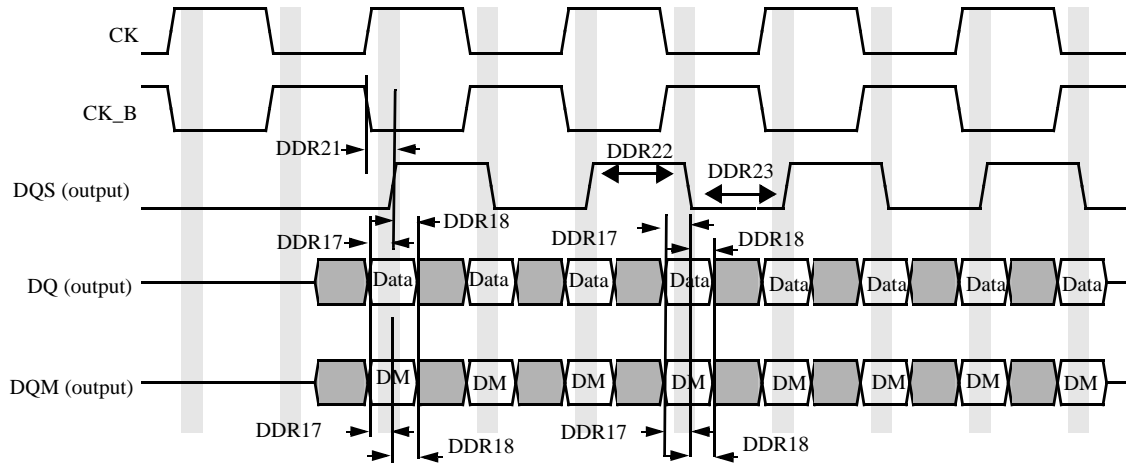 CK
CK_B
DDR21
DDR22
DDR23
DQS (output)
DDR18
DDR17
DDR17
DDR18
DQ (output)
Data
Data
Data
Data
Data
Data
Data
Data
DQM (output)
DM
DM
DM
DM
DM
DM
DM
DM
DDR17
DDR18
DDR17
DDR18